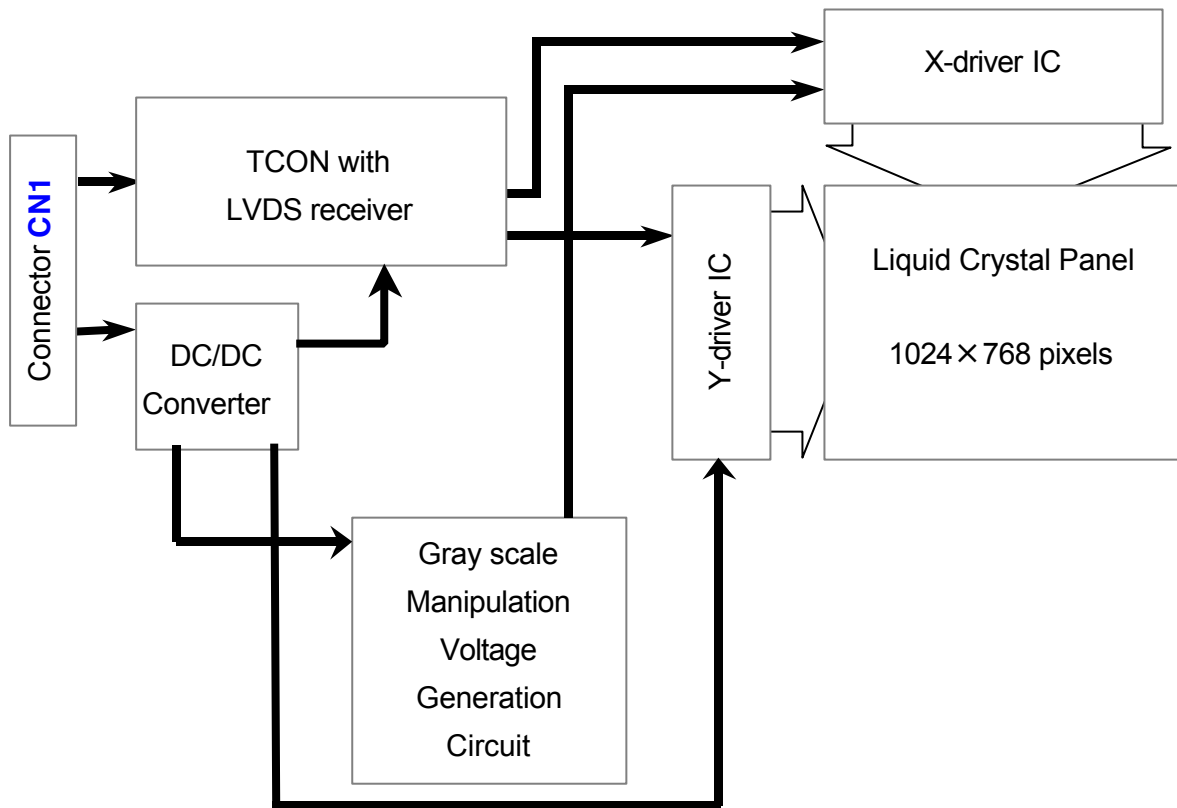 X-driver IC
TCON with
LVDS receiver
Connector CN1
Liquid Crystal Panel
1024×768 pixels
Y-driver IC
DC/DC
Converter
Gray scale
Manipulation
Voltage
Generation
Circuit